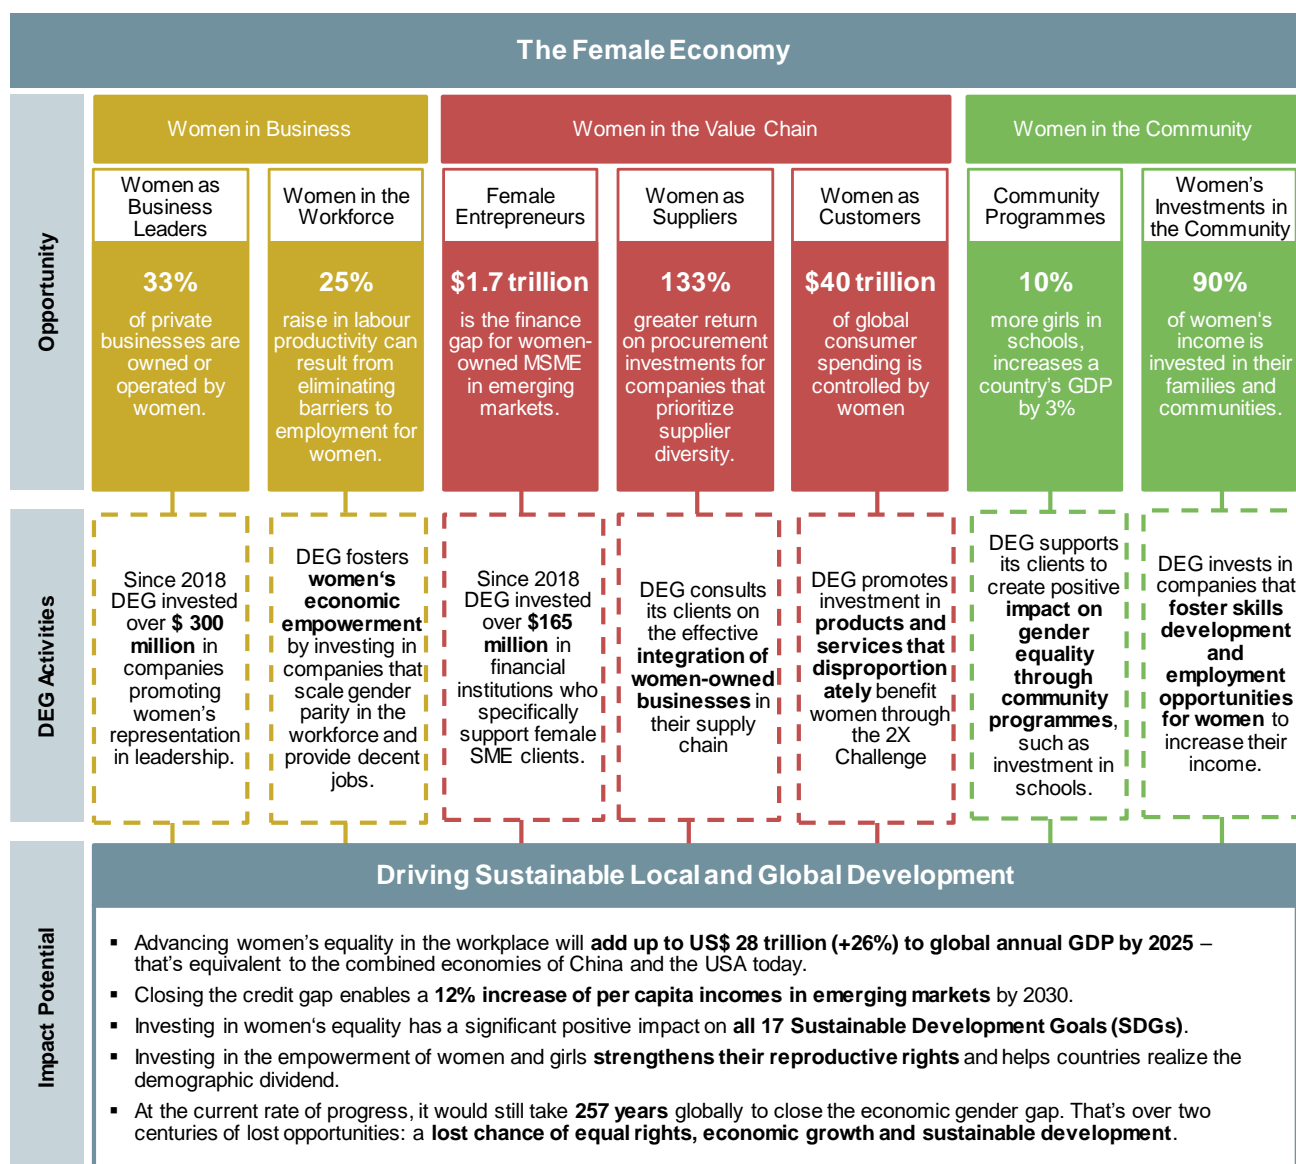 The Female Economy
Opportunity
Women in Business
Women in the Value Chain
Women in the Community
Women as
Business
Leaders
33%
of private
businesses are
owned or
operated by
women.
Women in the
Workforce
25%
raise in labour
productivity can
result from
eliminating
barriers to
employment for
women.
Female
Entrepreneurs
$1.7 trillion
is the finance
gap for women-
owned MSME
in emerging
markets.
Women as
Suppliers
133%
greater return
on procurement
investments for
companies that
prioritize
supplier
diversity.
Women as
Customers
$40 trillion
of global
consumer
spending is
controlled by
women
Community
Programmes
10%
more girls in
schools,
increases a
country's GDP
by 3%
Women's
Investments in
the Community
90%
of women‘s
income is
invested in their
families and
communities.
DEG Activities
Since 2018
DEG invested
over $ 300
million in
companies
promoting
women's
representation
in leadership.
DEG fosters
women‘s
economic
empowerment
by investing in
companies that
scale gender
parity in the
workforce and
provide decent
jobs.
Since 2018
DEG invested
over $165
million in
financial
institutions who
specifically
support female
SME clients.
DEG consults
its clients on
the effective
integration of
women-owned
businesses in
their supply
chain
DEG promotes
investment in
products and
services that
disproportion
ately benefit
women through
the 2X
Challenge
DEG supports
its clients to
create positive
impact on
gender
equality
through
community
programmes,
such as
investment in
schools.
DEG invests in
companies that
foster skills
development
and
employment
opportunities
for women to
increase their
income.
Impact Potential
Driving Sustainable Local and Global Development
▪ Advancing women's equality in the workplace will add up to US$ 28 trillion (+26%) to global annual GDP by 2025 –
that's equivalent to the combined economies of China and the USA today.
▪ Closing the credit gap enables a 12% increase of per capita incomes in emerging markets by 2030.
▪ Investing in women‘s equality has a significant positive impact on all 17 Sustainable Development Goals (SDGs).
▪ Investing in the empowerment of women and girls strengthens their reproductive rights and helps countries realize the
demographic dividend.
▪ At the current rate of progress, it would still take 257 years globally to close the economic gender gap. That's over two
centuries of lost opportunities: a lost chance of equal rights, economic growth and sustainable development.